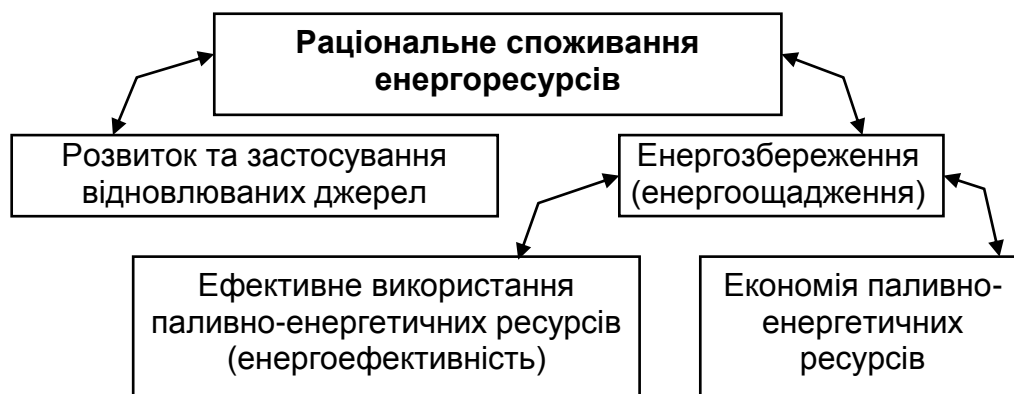 Раціональне споживання
енергоресурсів
Розвиток та застосування
відновлюваних джерел
Енергозбереження
(енергоощадження)
Ефективне використання
паливно-енергетичних ресурсів
(енергоефективність)
Економія паливно-
енергетичних
ресурсів